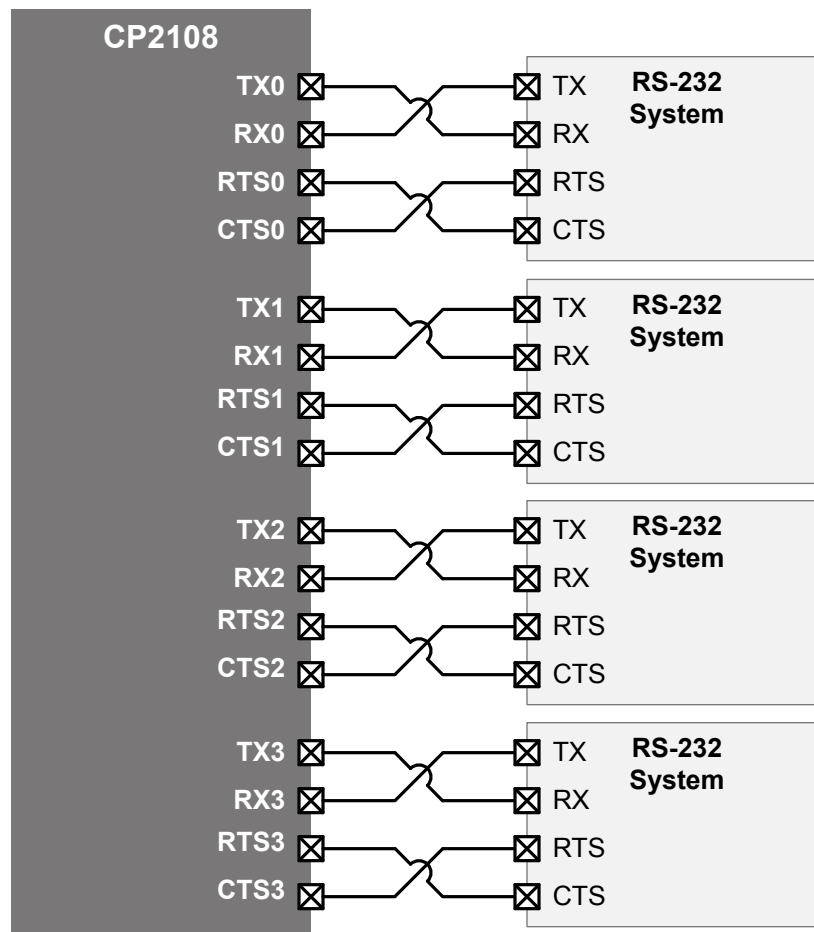 CP2108
TX0
RX0
RTS0
CTS0
TX
RX
RTS
CTS
RS-232
System
TX1
RX1
RTS1
CTS1
TX
RX
RTS
CTS
RS-232
System
TX2
RX2
RTS2
CTS2
TX
RX
RTS
CTS
RS-232
System
TX3
RX3
RTS3
CTS3
TX
RX
RTS
CTS
RS-232
System